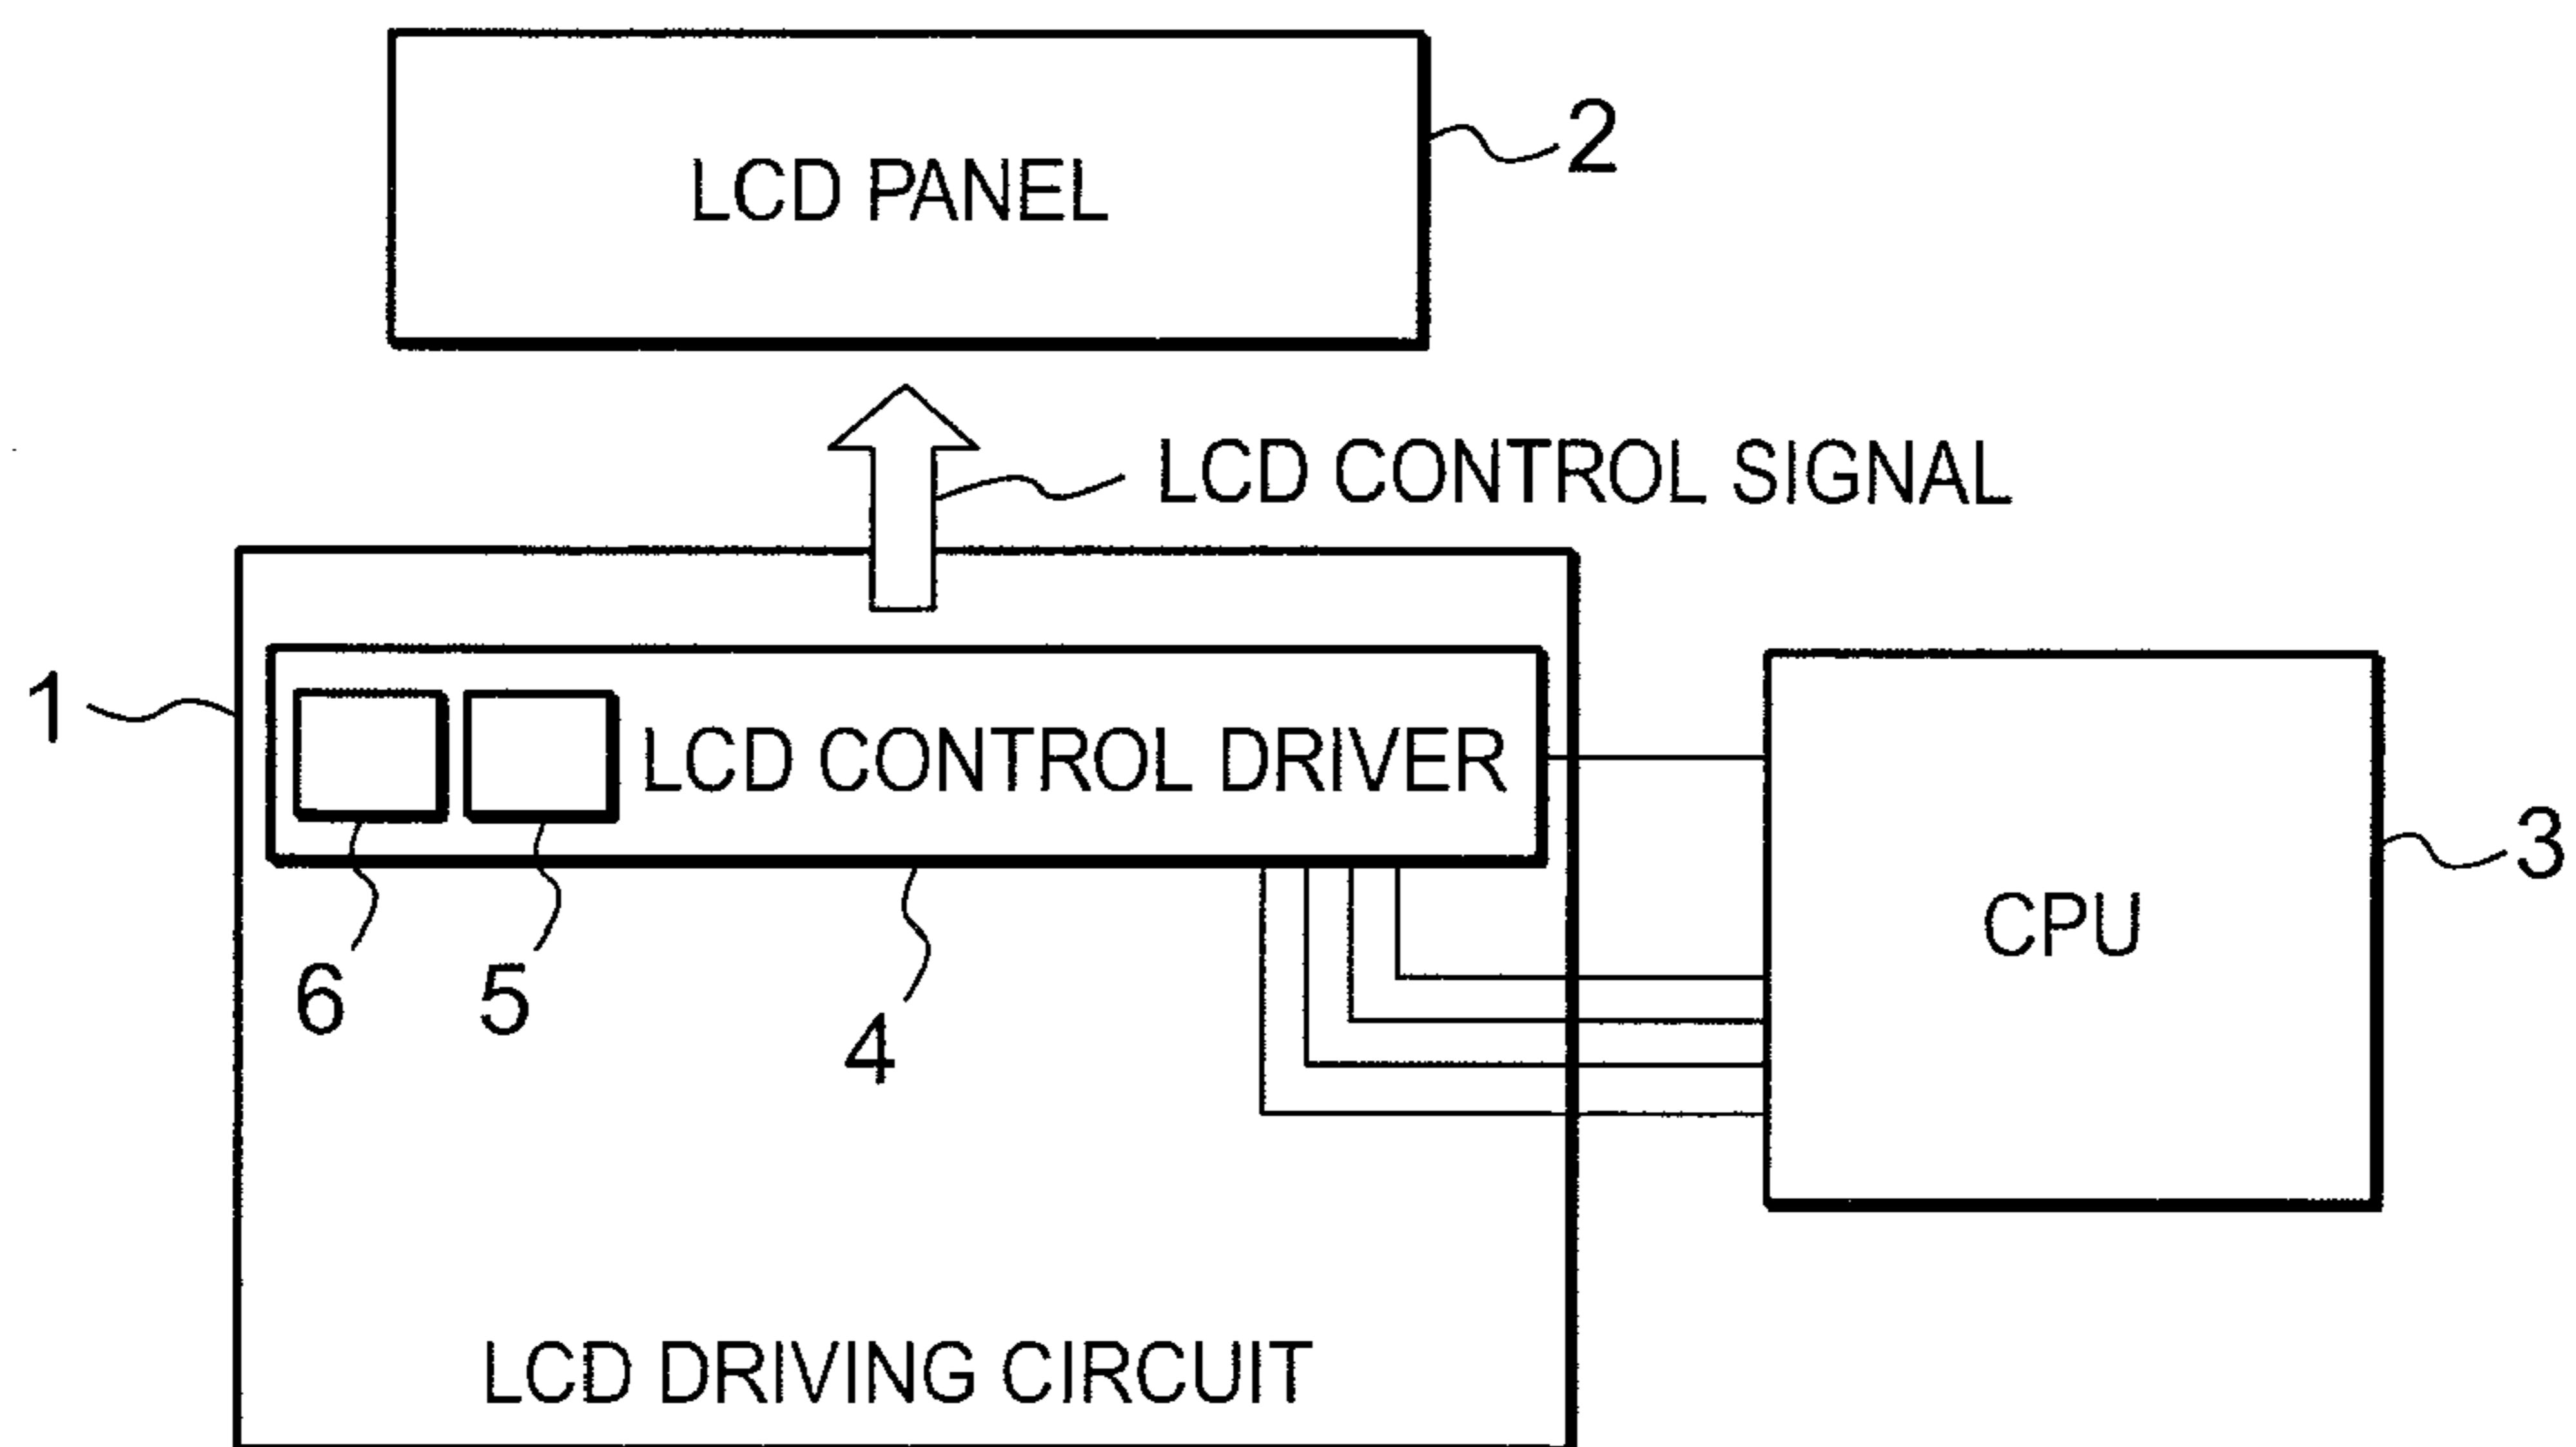 LCD PANEL
2
LCD CONTROL SIGNAL
1
LCD CONTROL DRIVER
3
CPU
6
5
4
LCD DRIVING CIRCUIT